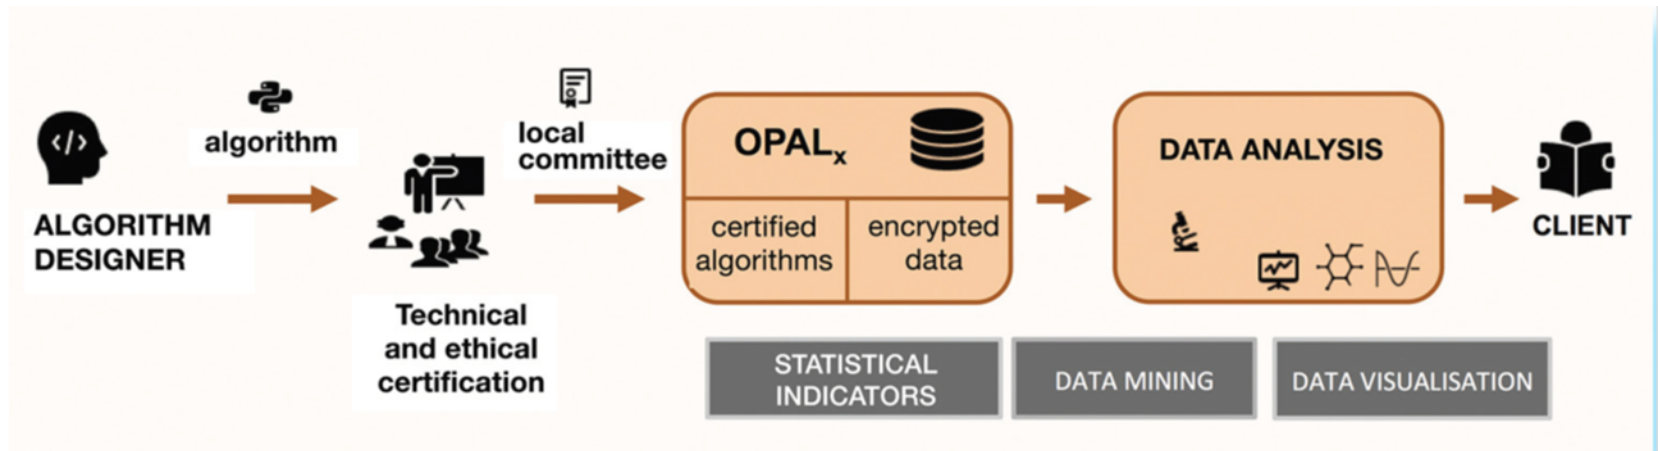 ALGORITHM
DESIGNER
algorithm
Technical
and ethical
certification
local
committee
OPALx
certified
algorithms
encrypted
data
DATA ANALYSIS
CLIENT
STATISTICAL
INDICATORS
DATA MINING
DATA VISUALISATION